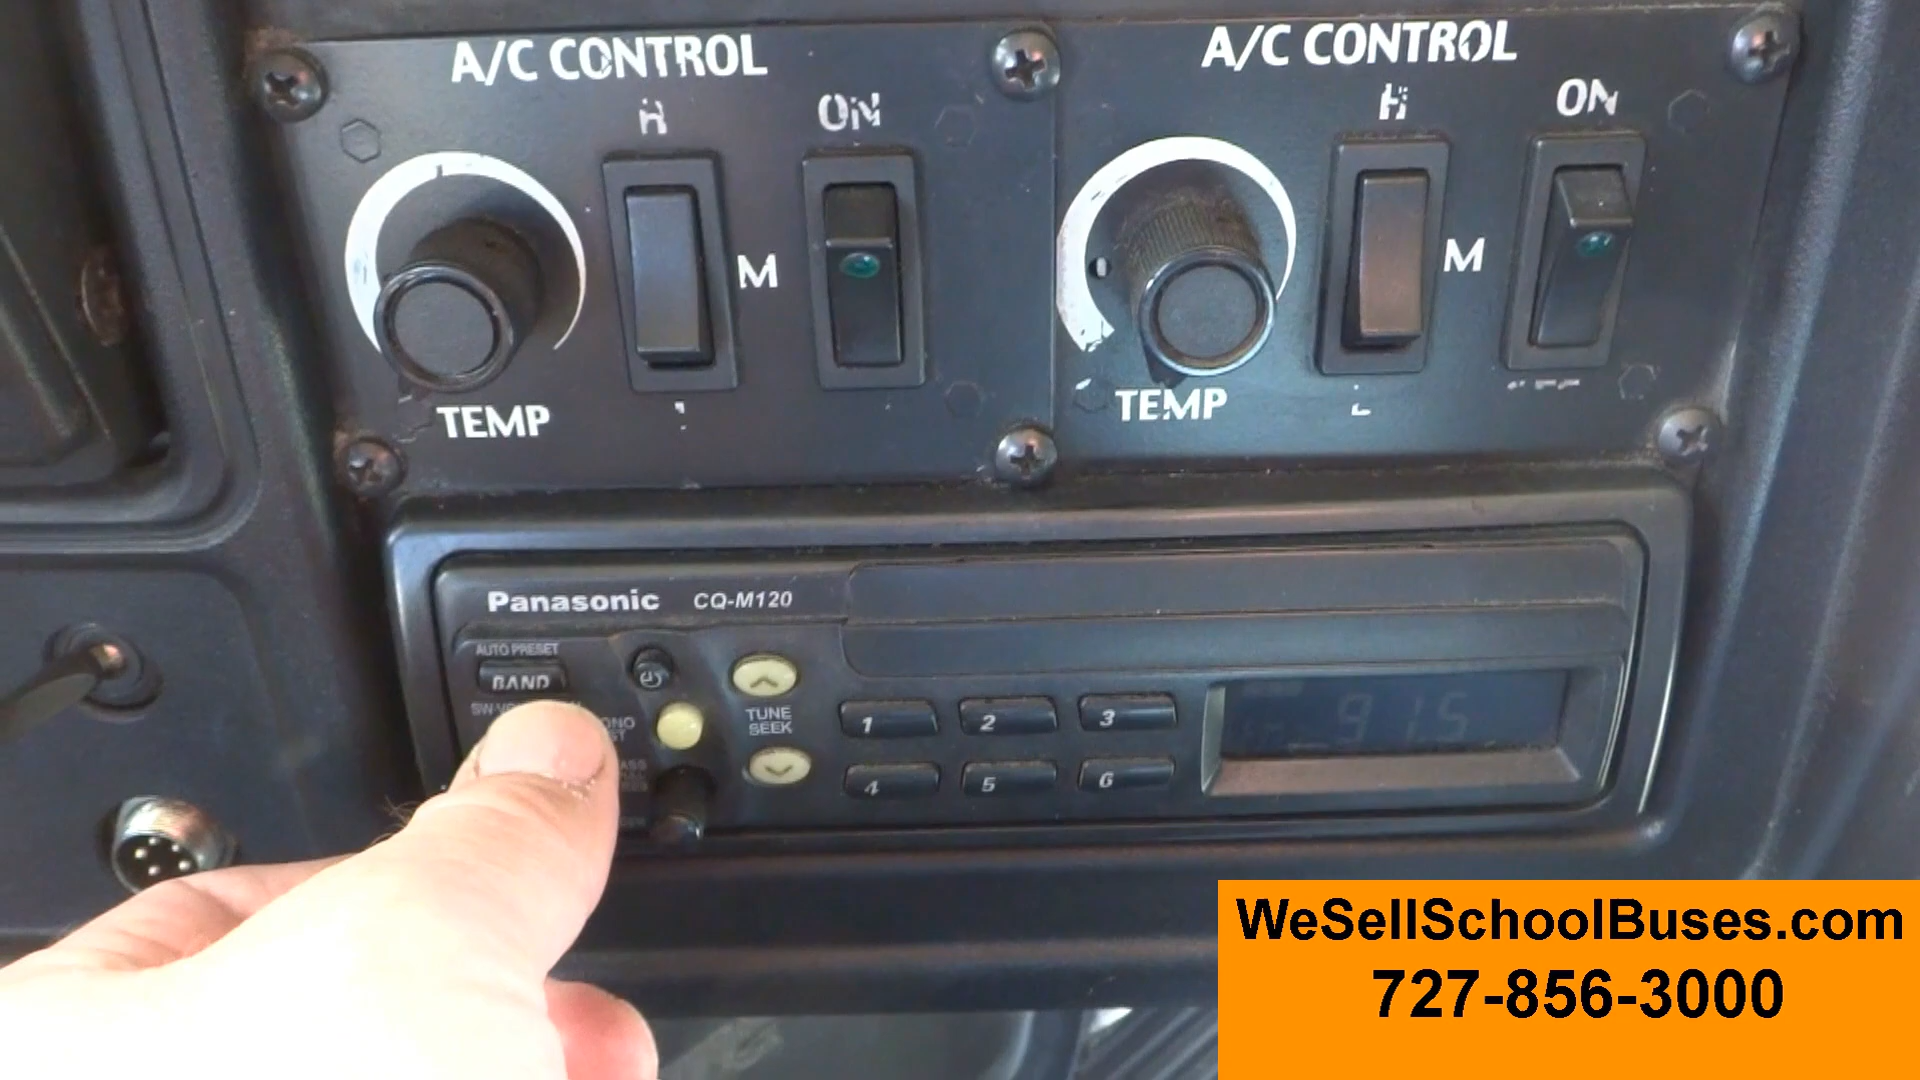 A/C CONTROL
A/C CONTROL
H
ON
H
ON
M
M
TEMP
TEMP
L
Panasonic CQ-M120
AUTO PRESET
BAND
TUNE
SEEK
1
2
3
4
5
6
91.5
WeSellSchoolBuses.com
727-856-3000